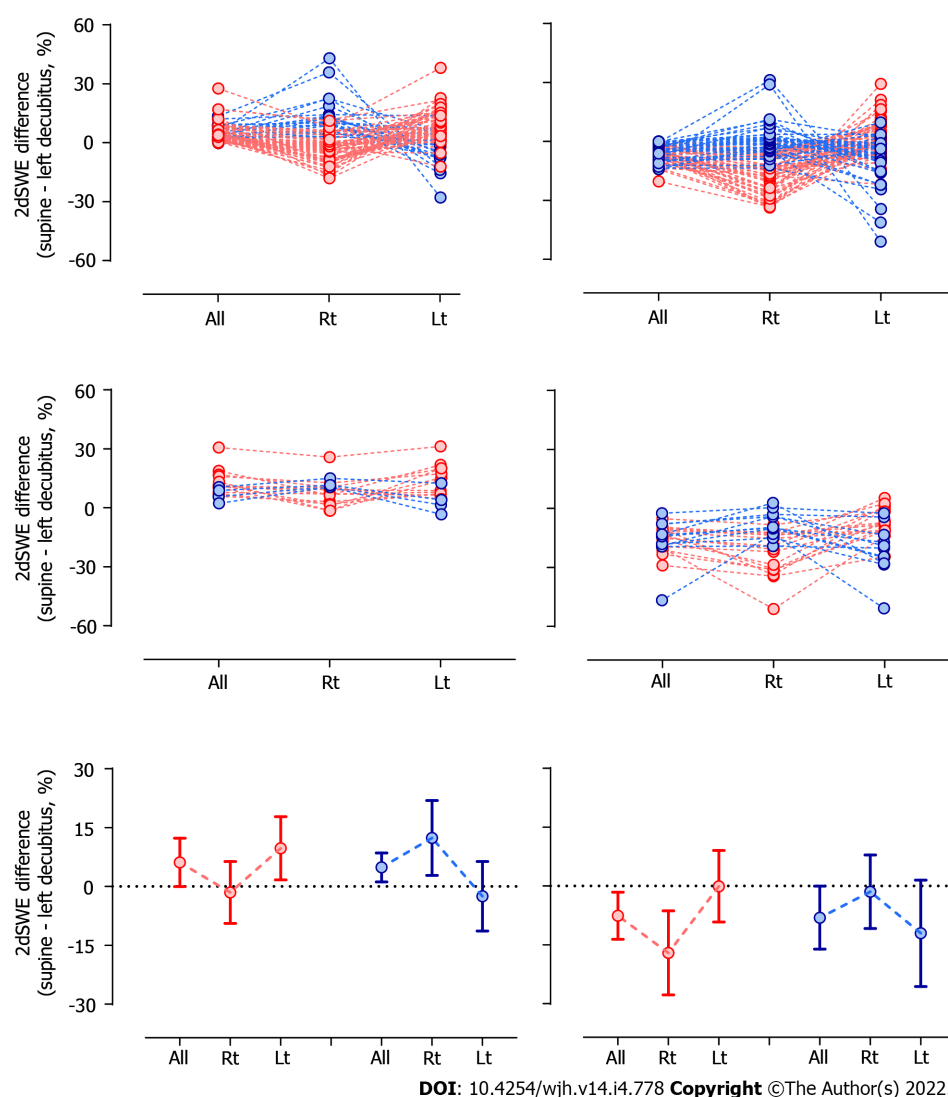 2dSWE difference
(supine - left decubitus, %)
60
30
0
-30
-60
All Rt Lt
All Rt Lt
2dSWE difference
(supine - left decubitus, %)
60
30
0
-30
-60
All Rt Lt
All Rt Lt
2dSWE difference
(supine - left decubitus, %)
30
15
0
-15
-30
All Rt Lt All Rt Lt
All Rt Lt All Rt Lt
DOI: 10.4254/wjh.v14.i4.778 Copyright ©The Author(s) 2022